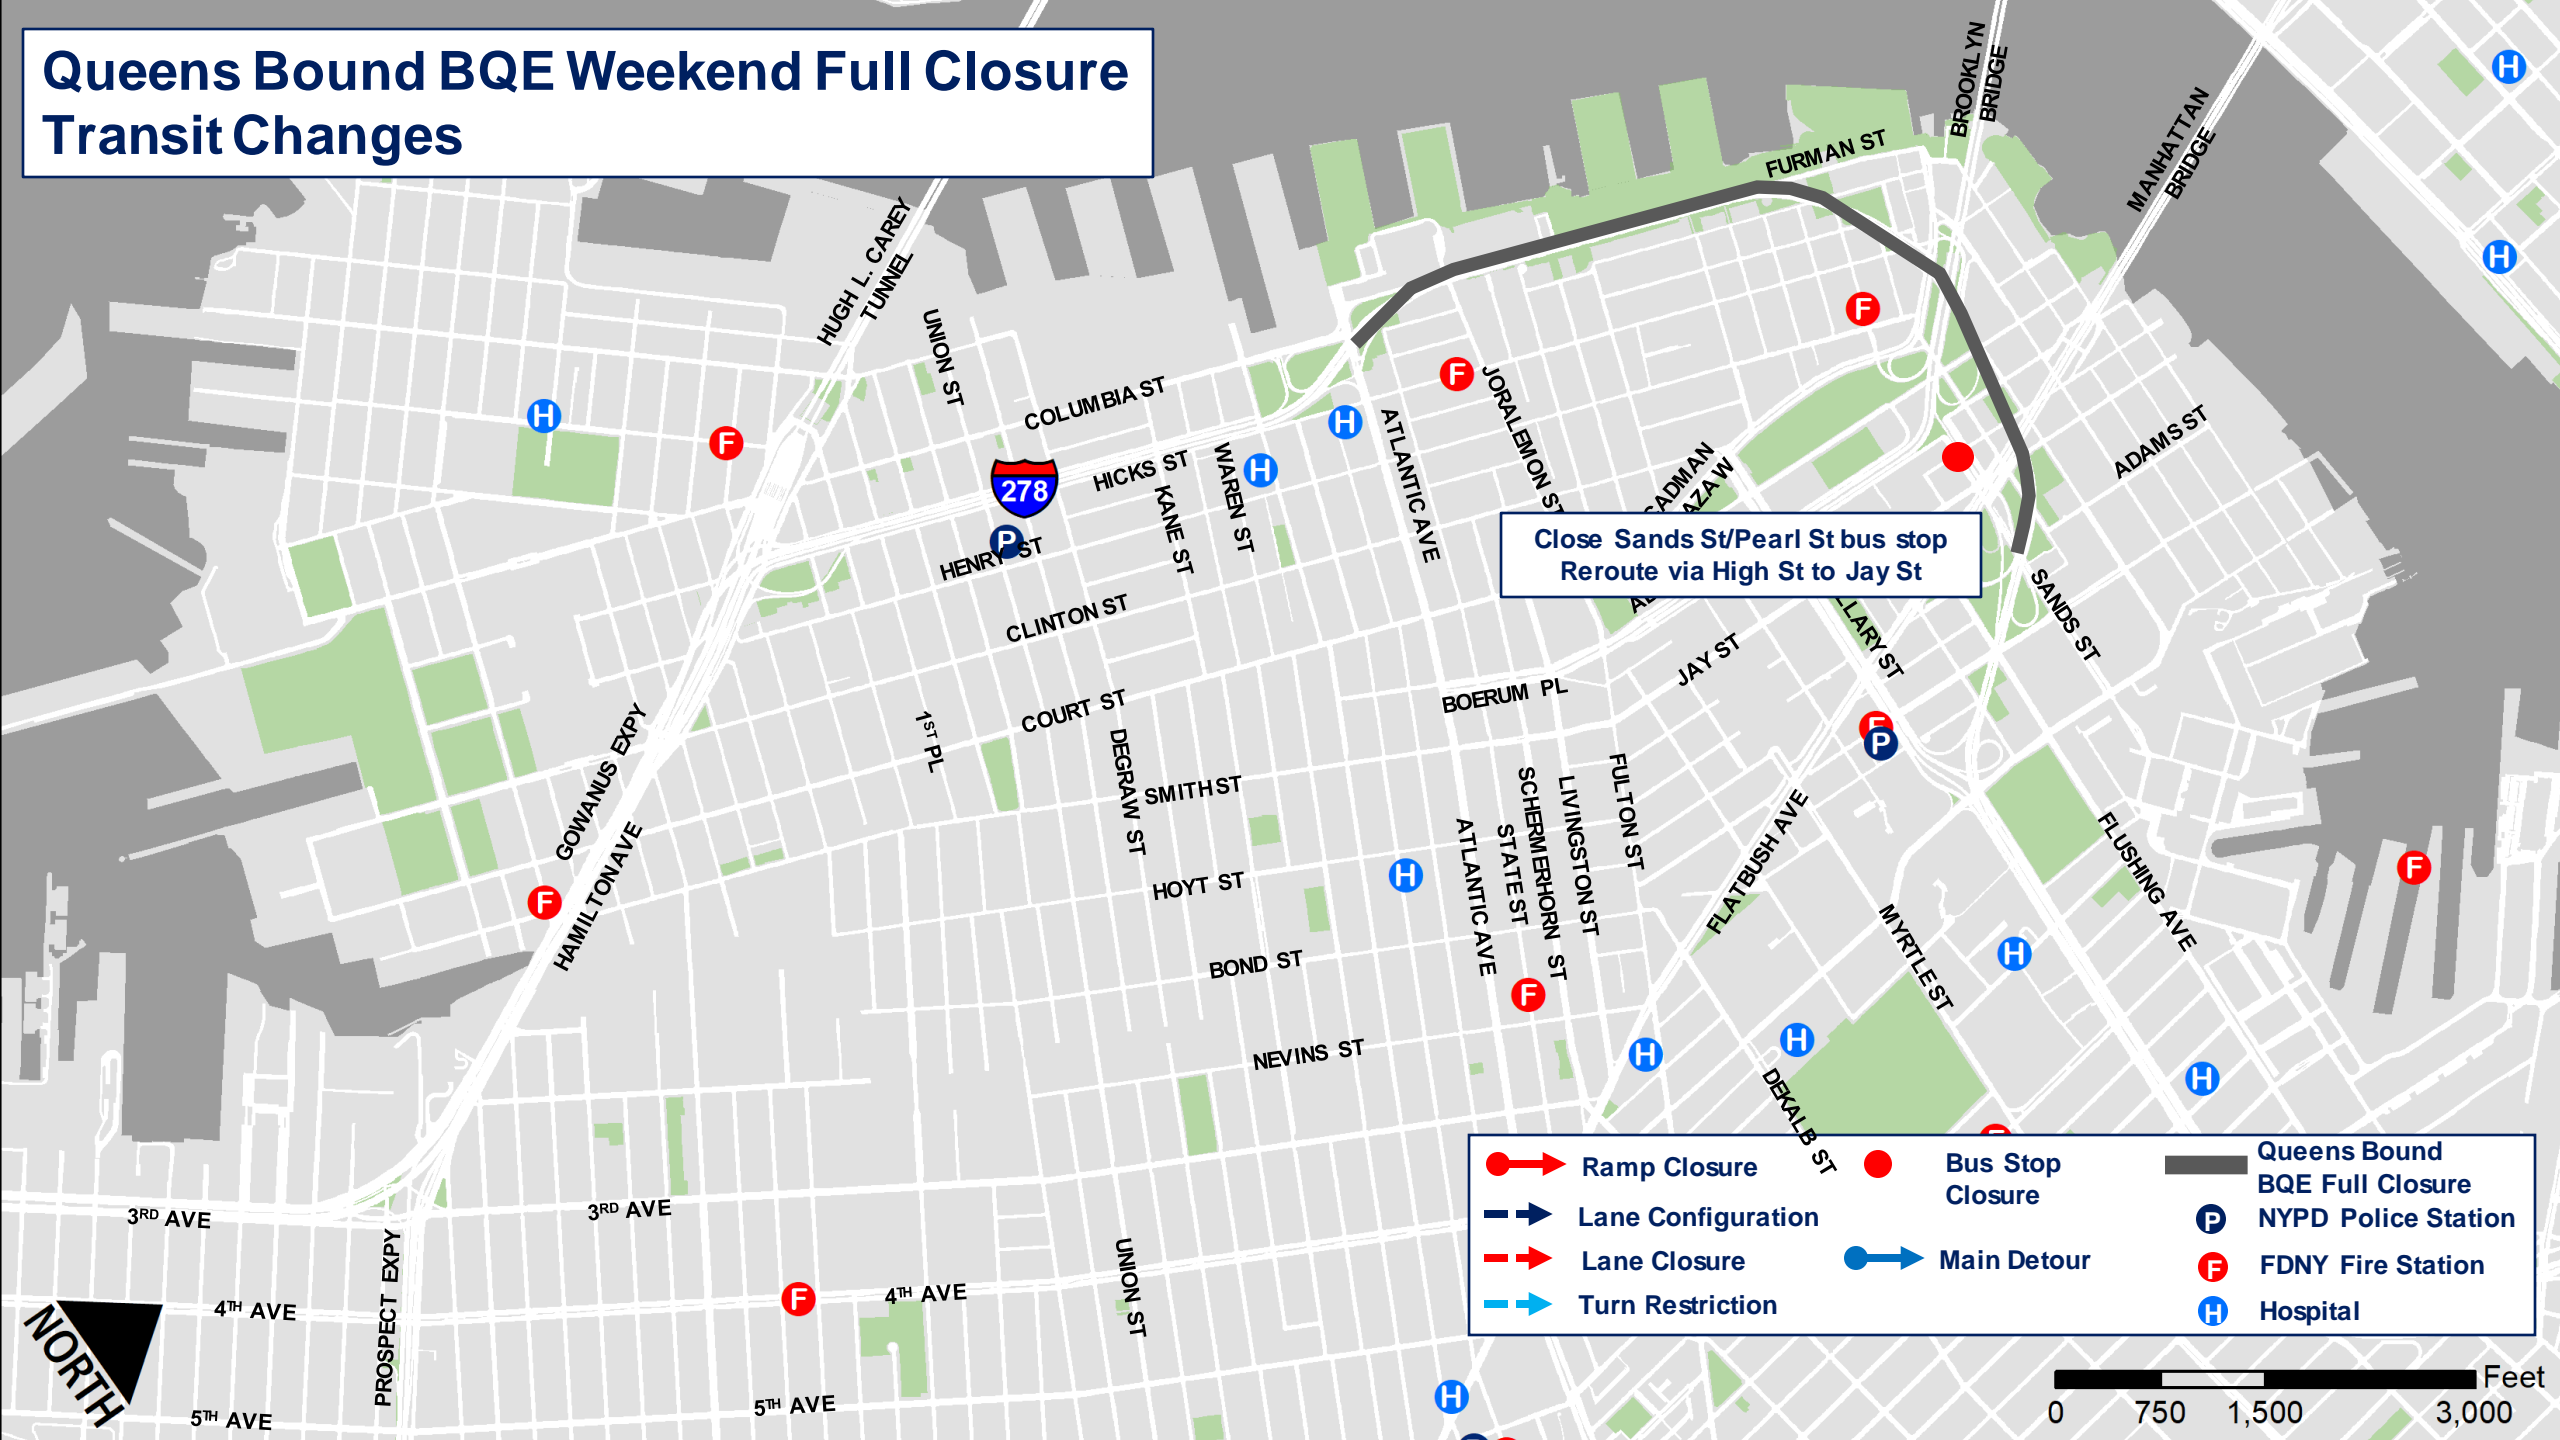 Queens Bound BQE Weekend Full Closure
Transit Changes
BROOKLYN
BRIDGE
MANHATTAN
BRIDGE
FURMAN ST
HUGH L. CAREY
TUNNEL
UNION ST
COLUMBIA ST
HICKS ST
278
KANE ST
WAREN ST
ATLANTIC AVE
JORALEMON ST
CADMAN
ADAMS ST
HENRY ST
CLINTON ST
Close Sands St/Pearl St bus stop
Reroute via High St to Jay St
SANDS ST
JAY ST
BOERUM PL
COURT ST
1ST PL
DEGRAW ST
SMITH ST
GOWANUS EXPY
HAMILTON AVE
HOYT ST
BOND ST
NEVINS ST
ATLANTIC AVE
STATE ST
SCHERMERHORN ST
LIVINGSTON ST
FULTON ST
FLATBUSH AVE
MYRTLE ST
FLUSHING AVE
DEKALB ST
3RD AVE
3RD AVE
4TH AVE
4TH AVE
5TH AVE
5TH AVE
PROSPECT EXPY
UNION ST
NORTH
H
H
H
H
H
H
H
H
H
H
H
H
F
F
F
F
F
F
F
P
P
Ramp Closure
Lane Configuration
Lane Closure
Turn Restriction
Bus Stop
Closure
Main Detour
Queens Bound
BQE Full Closure
P NYPD Police Station
F FDNY Fire Station
H Hospital
Feet
0 750 1,500 3,000